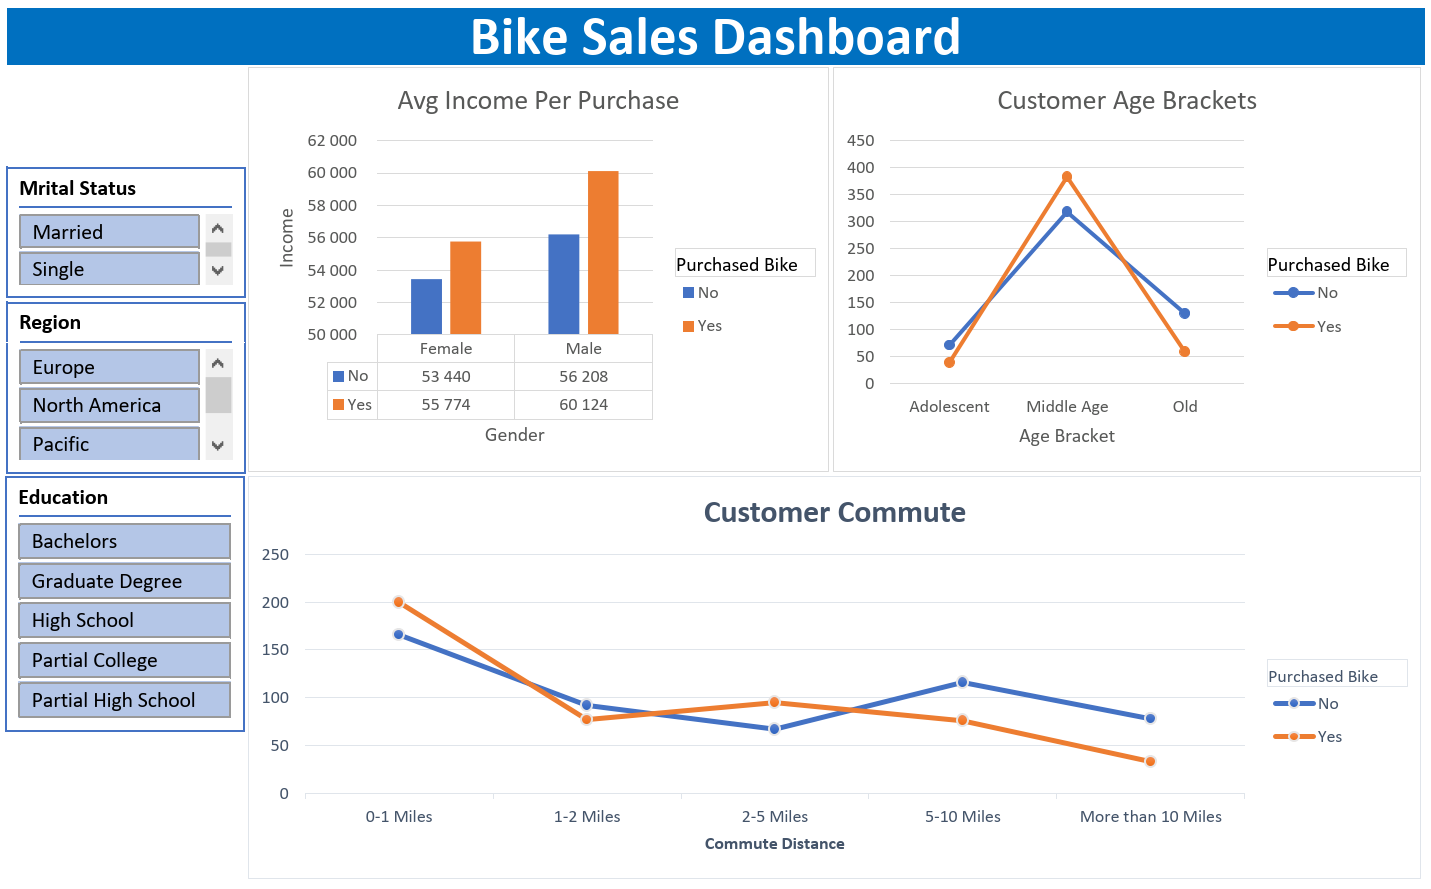 Bike Sales Dashboard
Mrital Status
Married
Single
Region
Europe
North America
Pacific
Education
Bachelors
Graduate Degree
High School
Partial College
Partial High School
Avg Income Per Purchase
Income
62 000
60 000
58 000
56 000
54 000
52 000
50 000
Female Male
No 53 440 56 208
Yes 55 774 60 124
Gender
Purchased Bike
No
Yes
Customer Age Brackets
450
400
350
300
250
200
150
100
50
0
Adolescent Middle Age Old
Age Bracket
Purchased Bike
No
Yes
Customer Commute
250
200
150
100
50
0
0-1 Miles 1-2 Miles 2-5 Miles 5-10 Miles More than 10 Miles
Commute Distance
Purchased Bike
No
Yes